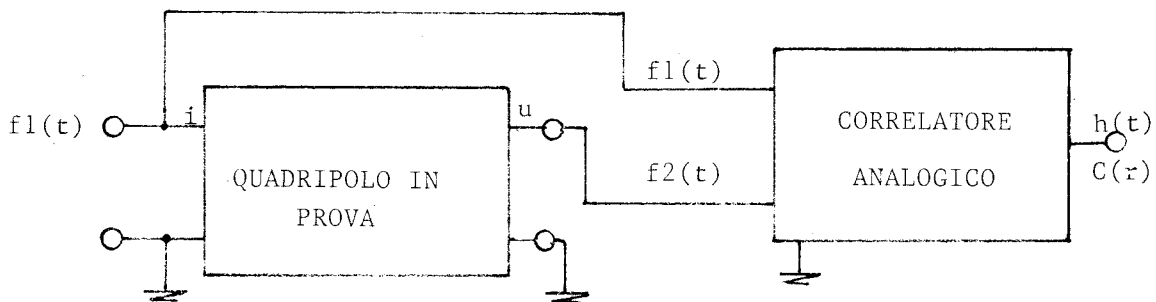 f1(t)
f1(t)
i
u
QUADRIPOLO IN
PROVA
f2(t)
CORRELATORE
ANALOGICO
h(t)
C(r)